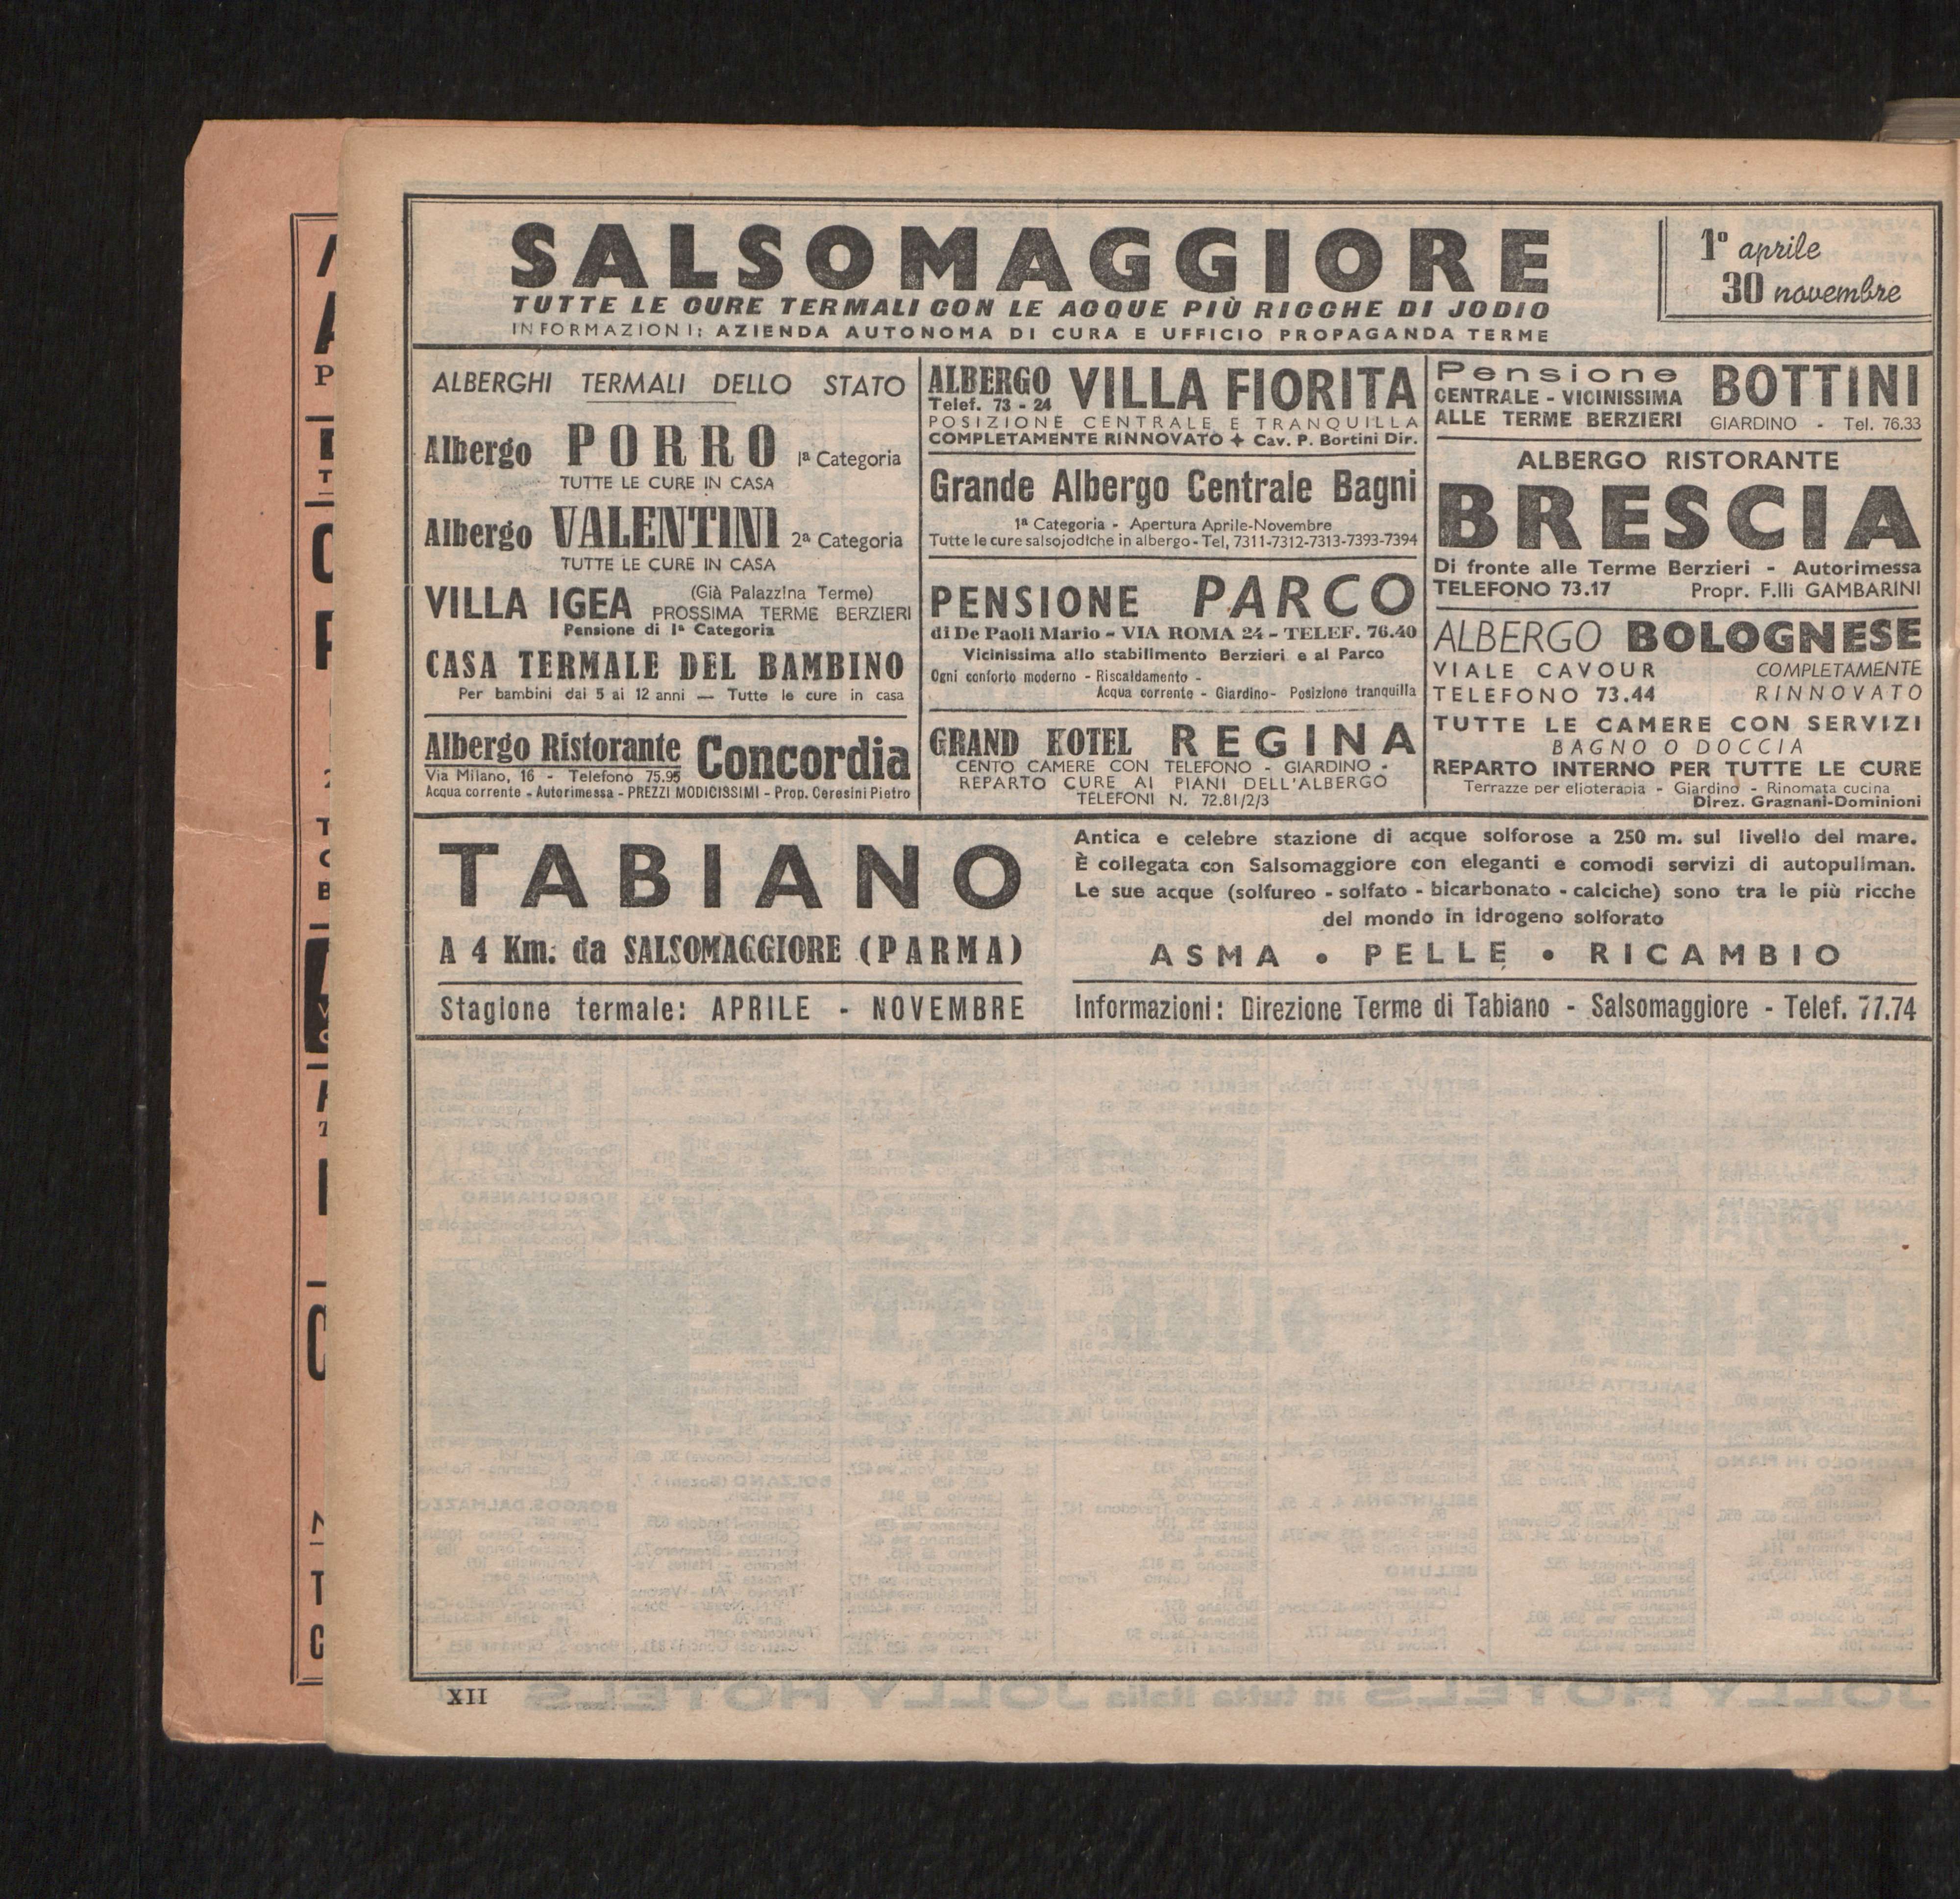 SALSOMAGGIORE
TUTTE LE CURE TERMALI CON LE ACQUE PIÙ RICCHE DI JODIO
INFORMAZIONI: AZIENDA AUTONOMA DI CURA E UFFICIO PROPAGANDA TERME
1º aprile
30 novembre
ALBERGHI TERMALI DELLO STATO
Albergo PORRO 1ª Categoria
TUTTE LE CURE IN CASA
Albergo VALENTINI 2ª Categoria
TUTTE LE CURE IN CASA
VILLA IGEA (Già Palazzina Terme)
PROSSIMA TERME BERZIERI
Pensione di 1ª Categoria
CASA TERMALE DEL BAMBINO
Per bambini dai 5 ai 12 anni — Tutte le cure in casa
Albergo Ristorante Concordia
Via Milano, 16 - Telefono 75.95
Acqua corrente - Autorimessa - PREZZI MODICISSIMI - Prop. Ceresini Pietro
ALBERGO VILLA FIORITA
Telef. 73 - 24
POSIZIONE CENTRALE E TRANQUILLA
COMPLETAMENTE RINNOVATO ✦ Cav. P. Bortini Dir.
Grande Albergo Centrale Bagni
1ª Categoria - Apertura Aprile-Novembre
Tutte le cure salsojodiche in albergo - Tel, 7311-7312-7313-7393-7394
PENSIONE PARCO
di De Paoli Mario - VIA ROMA 24 - TELEF. 76.40
Vicinissima allo stabilimento Berzieri e al Parco
Ogni conforto moderno - Riscaldamento -
Acqua corrente - Giardino - Posizione tranquilla
GRAND HOTEL REGINA
CENTO CAMERE CON TELEFONO - GIARDINO -
REPARTO CURE AI PIANI DELL'ALBERGO
TELEFONI N. 72.81/2/3
Pensione BOTTINI
CENTRALE - VICINISSIMA
ALLE TERME BERZIERI GIARDINO - Tel. 76.33
ALBERGO RISTORANTE
BRESCIA
Di fronte alle Terme Berzieri - Autorimessa
TELEFONO 73.17 Propr. F.lli GAMBARINI
ALBERGO BOLOGNESE
VIALE CAVOUR COMPLETAMENTE
TELEFONO 73.44 RINNOVATO
TUTTE LE CAMERE CON SERVIZI
BAGNO O DOCCIA
REPARTO INTERNO PER TUTTE LE CURE
Terrazze per elioterapia - Giardino - Rinomata cucina
Direz. Gragnani-Dominioni
TABIANO
A 4 Km. da SALSOMAGGIORE (PARMA)
Stagione termale: APRILE - NOVEMBRE
Antica e celebre stazione di acque solforose a 250 m. sul livello del mare.
È collegata con Salsomaggiore con eleganti e comodi servizi di autopullman.
Le sue acque (solfureo - solfato - bicarbonato - calciche) sono tra le più ricche
del mondo in idrogeno solforato
ASMA • PELLE • RICAMBIO
Informazioni: Direzione Terme di Tabiano - Salsomaggiore - Telef. 77.74
XII